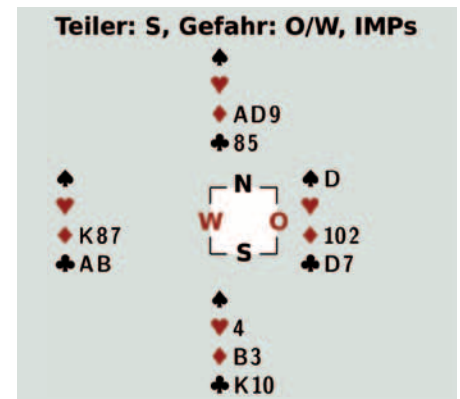 Teiler: S, Gefahr: O/W, IMPs
♠
♥
♦ AD9
♣ 85
♠
♥
♦ K87
♣ AB
N
W O
S
♠ D
♥
♦ 102
♣ D7
♠
♥ 4
♦ B3
♣ K10